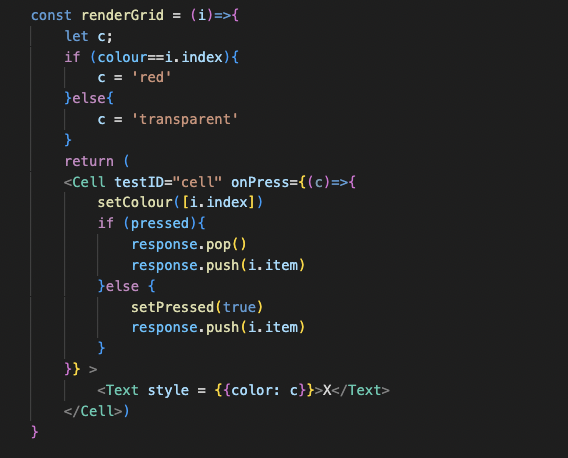 const renderGrid = (i)=>{
    let c;
    if (colour==i.index){
        c = 'red'
    }else{
        c = 'transparent'
    }
    return (
    <Cell testID="cell" onPress={(c)=>{
        setColour([i.index])
        if (pressed){
            response.pop()
            response.push(i.item)
        }else {
            setPressed(true)
            response.push(i.item)
        }
    }} >
        <Text style = {{color: c}}>X</Text>
    </Cell>)
}